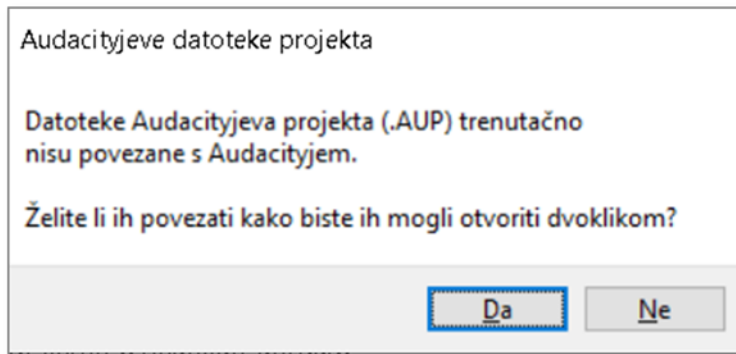 Audacityjeve datoteke projekta
Datoteke Audacityjeva projekta (.AUP) trenutačno
nisu povezane s Audacityjem.
Želite li ih povezati kako biste ih mogli otvoriti dvoklikom?
Da
Ne